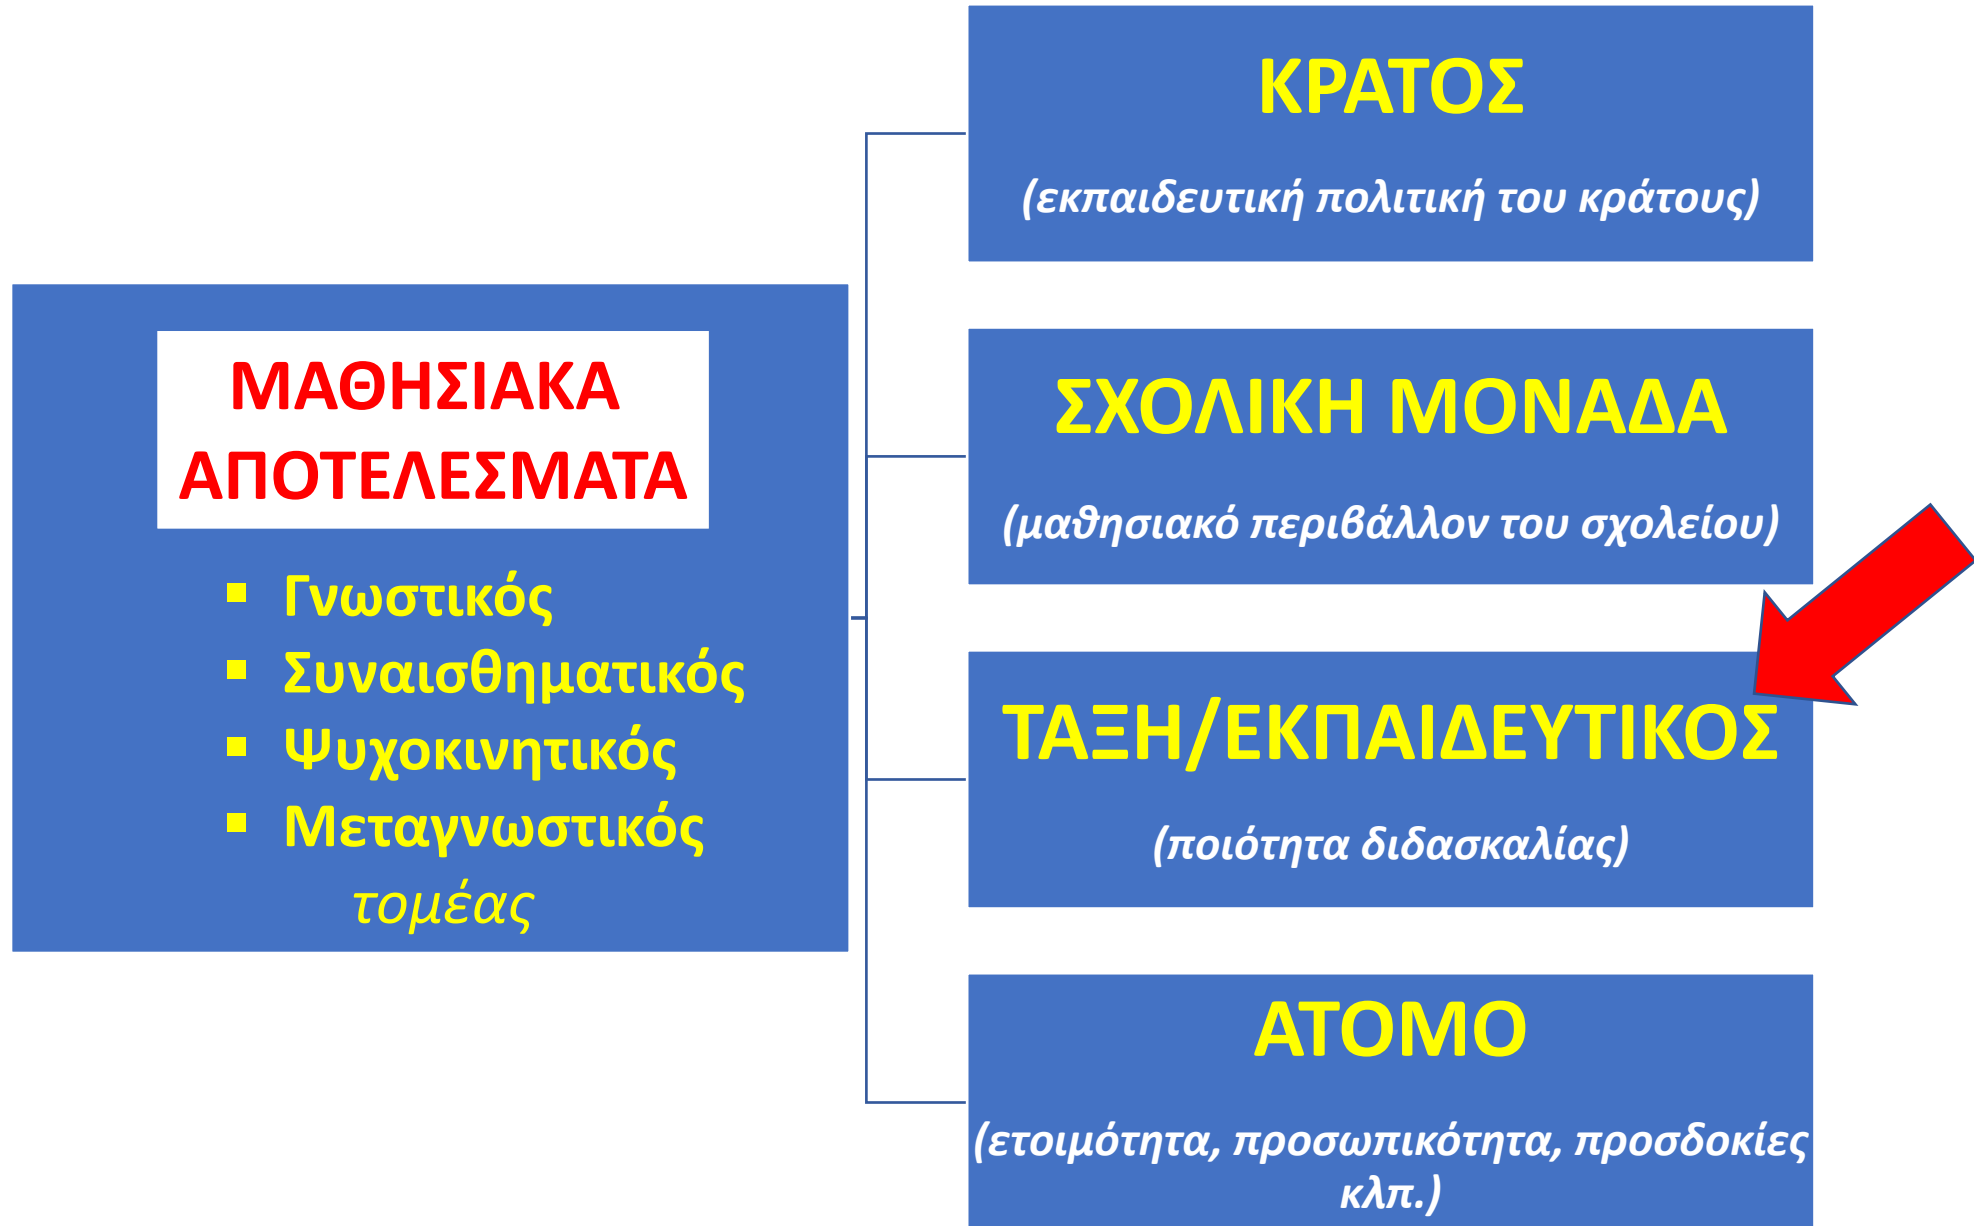 ΜΑΘΗΣΙΑΚΑ
ΑΠΟΤΕΛΕΣΜΑΤΑ
▪ Γνωστικός
▪ Συναισθηματικός
▪ Ψυχοκινητικός
▪ Μεταγνωστικός
τομέας
ΚΡΑΤΟΣ
(εκπαιδευτική πολιτική του κράτους)
ΣΧΟΛΙΚΗ ΜΟΝΑΔΑ
(μαθησιακό περιβάλλον του σχολείου)
ΤΑΞΗ/ΕΚΠΑΙΔΕΥΤΙΚΟΣ
(ποιότητα διδασκαλίας)
ΑΤΟΜΟ
(ετοιμότητα, προσωπικότητα, προσδοκίες
κλπ.)